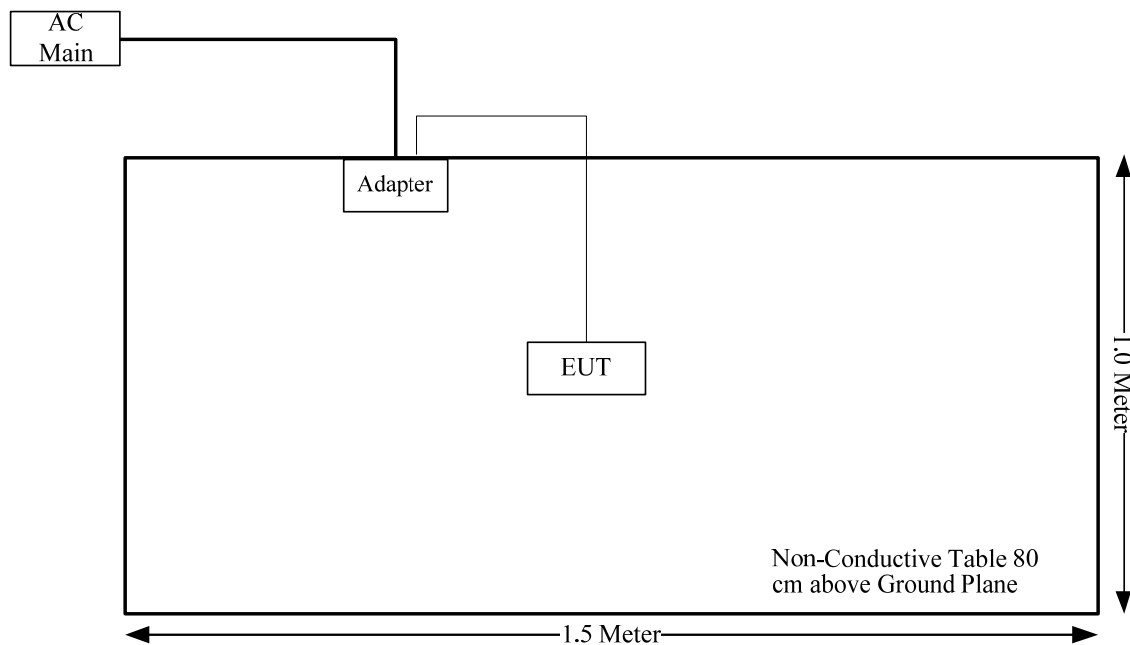 AC
Main
Adapter
EUT
1.0 Meter
Non-Conductive Table 80
cm above Ground Plane
1.5 Meter